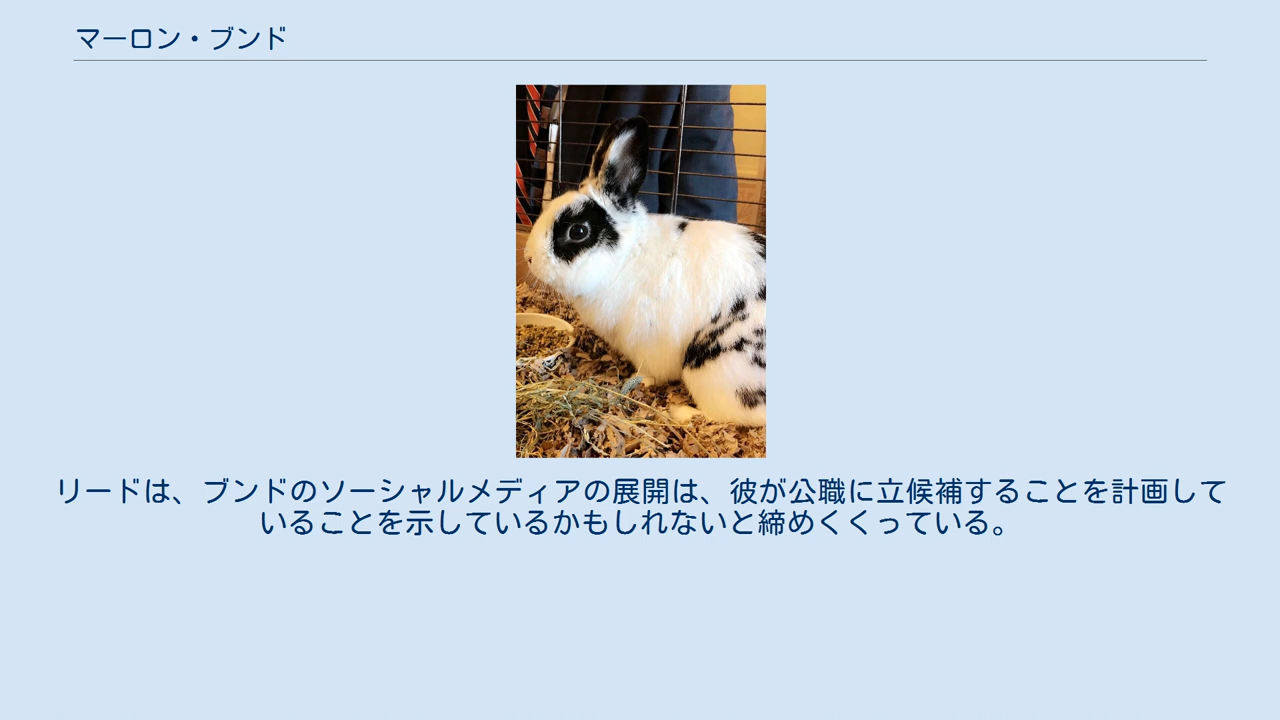 マーロン・ブンド
リードは、ブンドのソーシャルメディアの展開は、彼が公職に立候補することを計画して
いることを示しているかもしれないと締めくくっている。